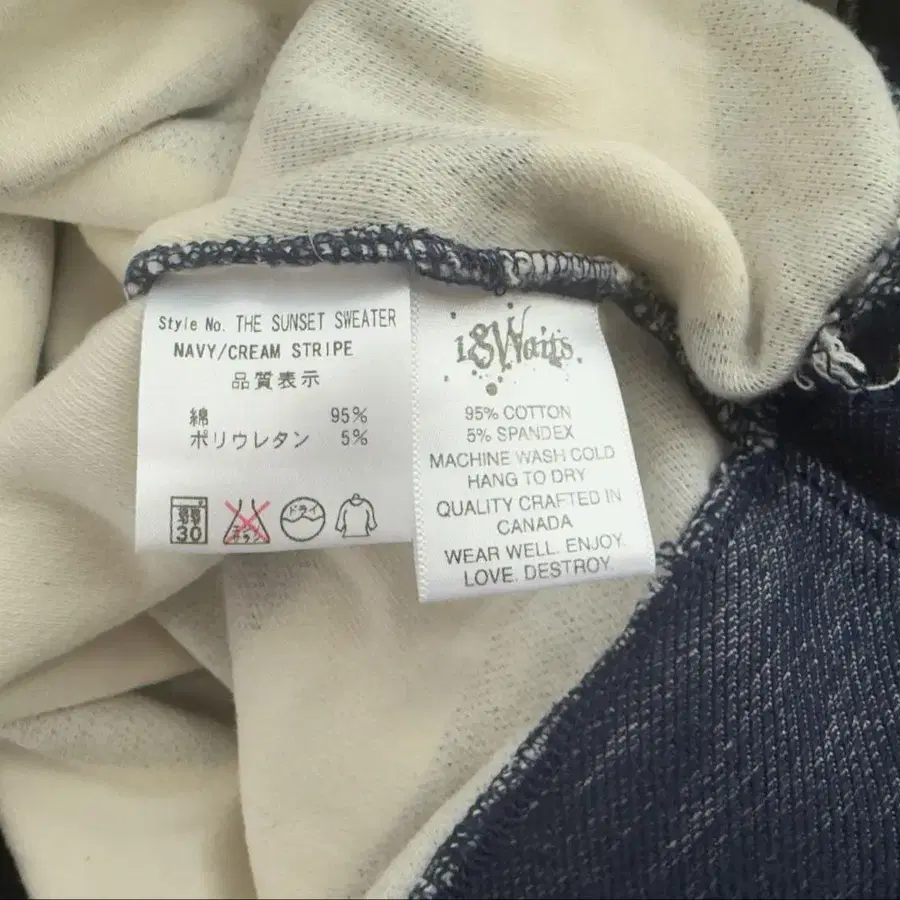 Style No. THE SUNSET SWEATER
NAVY/CREAM STRIPE
品質表示
綿 95%
ポリウレタン 5%
弱
30
ドライ
18Waits.
95% COTTON
5% SPANDEX
MACHINE WASH COLD
HANG TO DRY
QUALITY CRAFTED IN
CANADA
WEAR WELL. ENJOY.
LOVE. DESTROY.